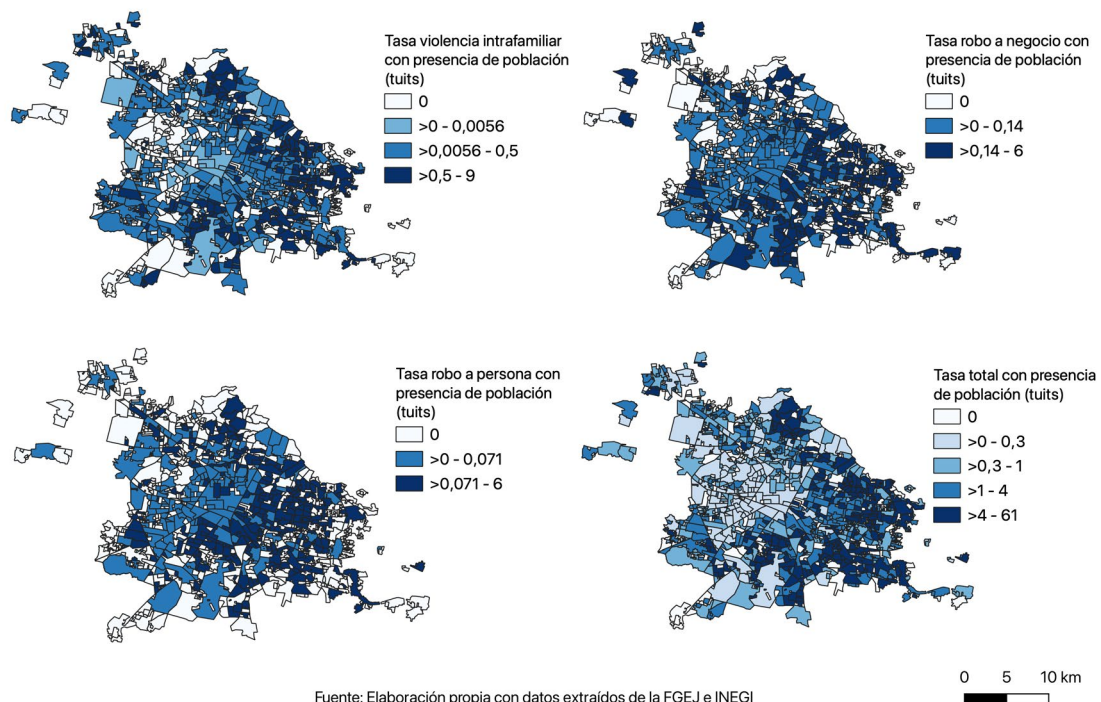 Tasa violencia intrafamiliar
con presencia de población
(tuits)
0
>0 - 0,0056
>0,0056 - 0,5
>0,5 - 9
Tasa robo a negocio con
presencia de población
(tuits)
0
>0 - 0,14
>0,14 - 6
Tasa robo a persona con
presencia de población
(tuits)
0
>0 - 0,071
>0,071 - 6
Tasa total con presencia
de población (tuits)
0
>0 - 0,3
>0,3 - 1
>1 - 4
>4 - 61
0 5 10 km
Fuente: Elaboración propia con datos extraídos de la FGEJ e INEGI